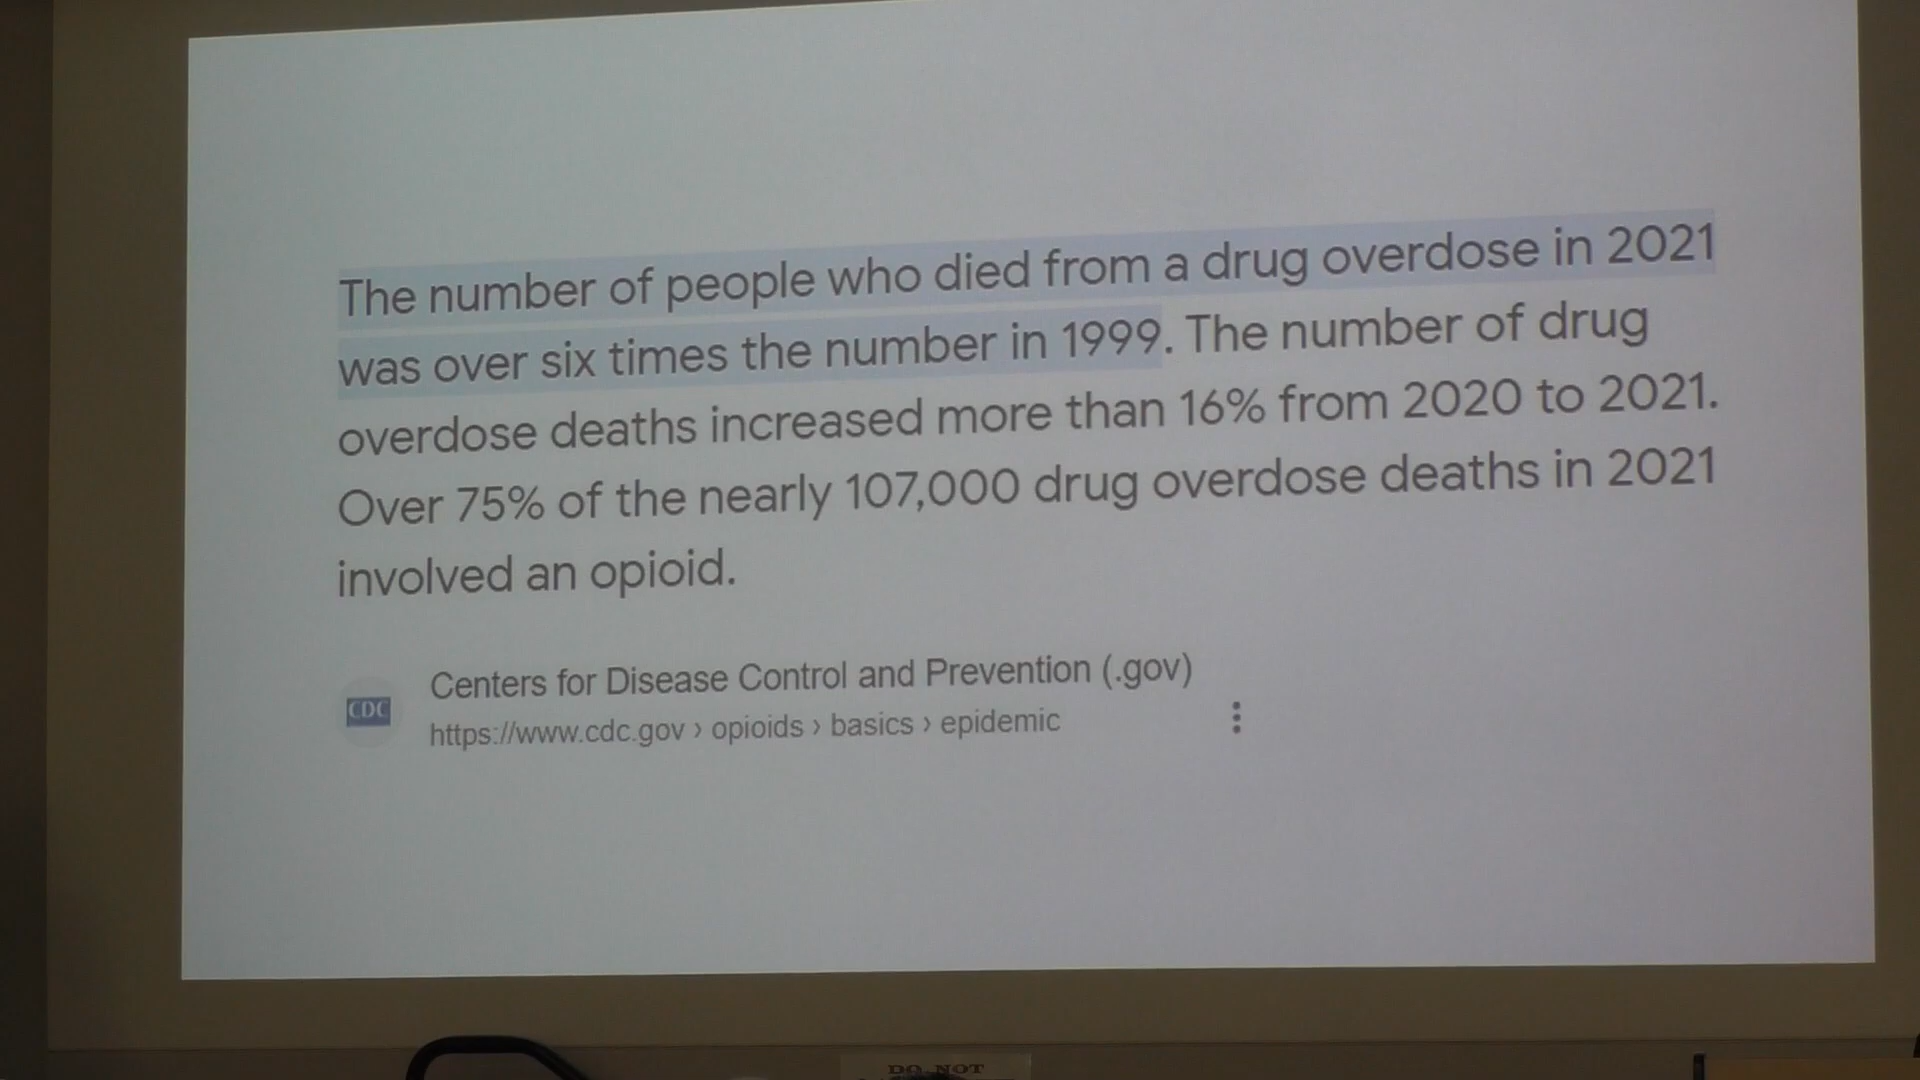 The number of people who died from a drug overdose in 2021
was over six times the number in 1999. The number of drug
overdose deaths increased more than 16% from 2020 to 2021.
Over 75% of the nearly 107,000 drug overdose deaths in 2021
involved an opioid.
CDC
Centers for Disease Control and Prevention (.gov)
https://www.cdc.gov › opioids › basics › epidemic
DO NOT